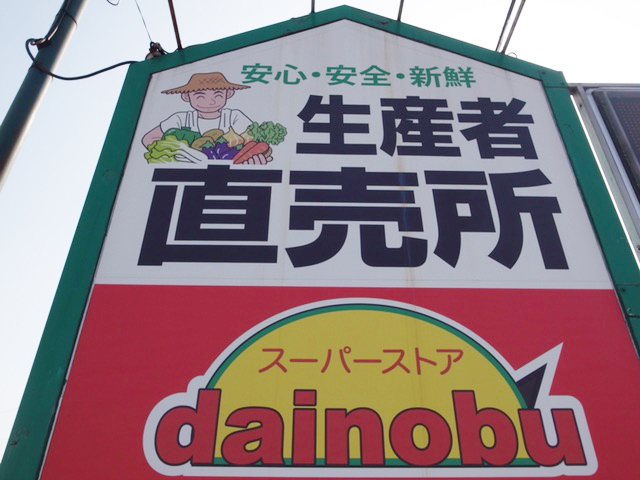 安心・安全・新鮮
生産者
直売所
スーパーストア
dainobu